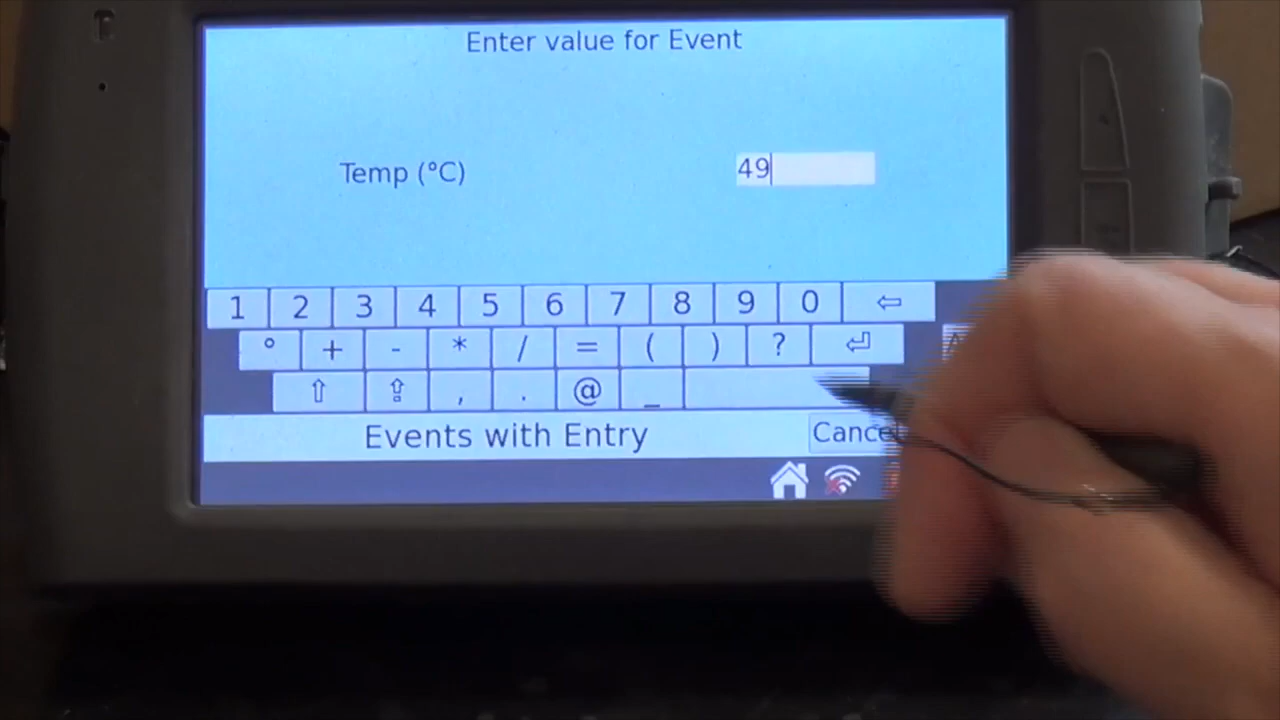 Enter value for Event
Temp (°C) 49
1 2 3 4 5 6 7 8 9 0 ⇦
° + - * / = ( ) ?
, . @ _
Events with Entry Cancel